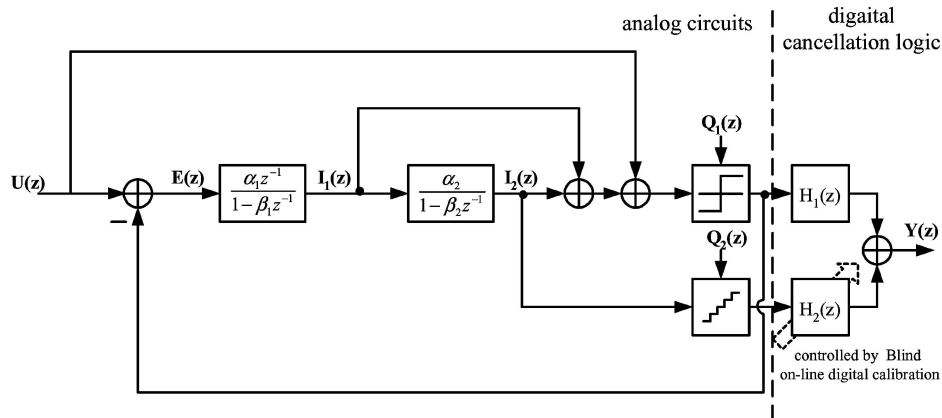 analog circuits
digaital
cancellation logic
Q₁(z)
U(z)
E(z)
α₁z⁻¹
1−β₁z⁻¹
I₁(z)
α₂
1−β₂z⁻¹
I₂(z)
H₁(z)
Y(z)
−
Q₂(z)
H₂(z)
controlled by Blind
on-line digital calibration